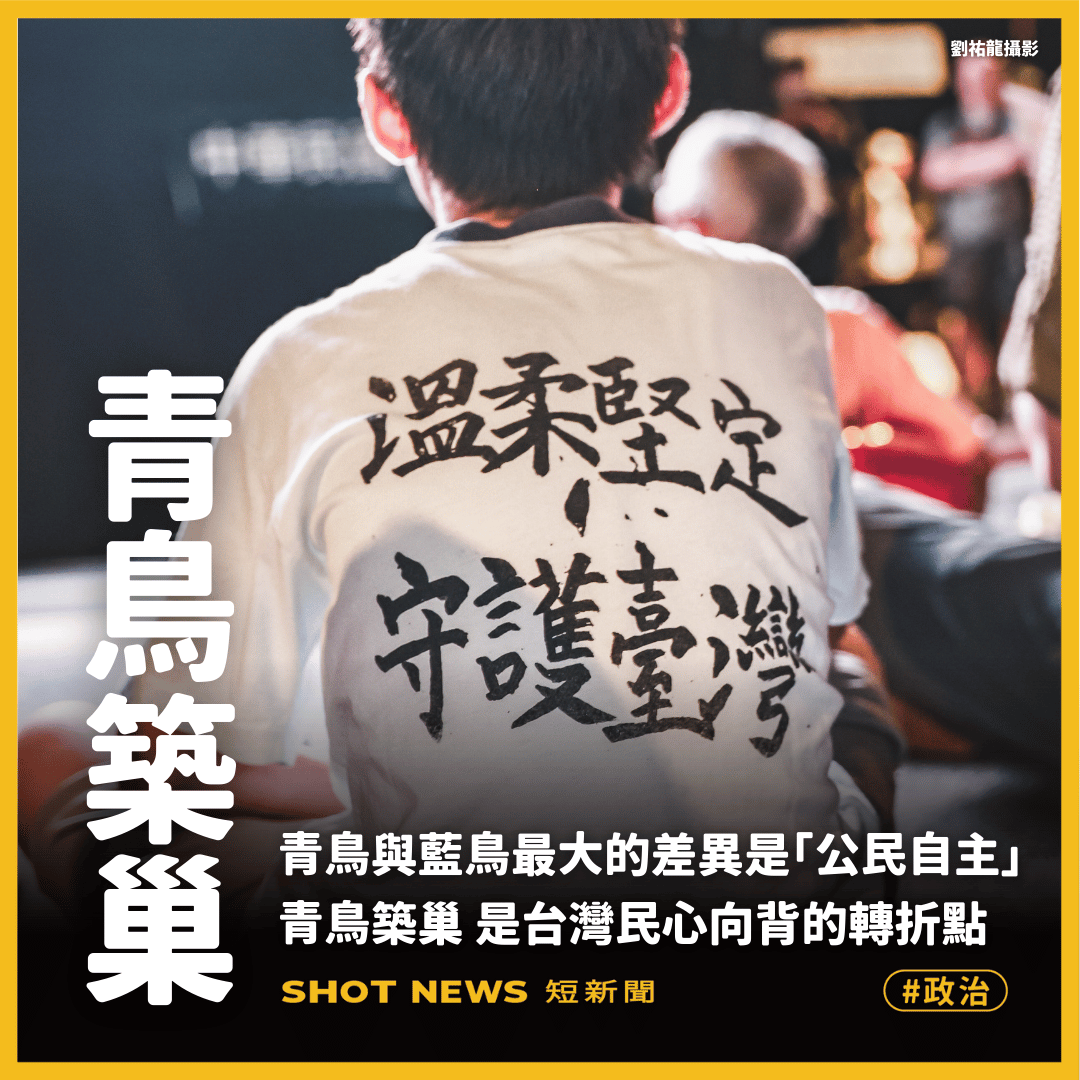 劉祐龍攝影
溫柔堅定
守護臺灣
青鳥築巢
青鳥與藍鳥最大的差異是「公民自主」
青鳥築巢 是台灣民心向背的轉折點
SHOT NEWS 短新聞
#政治